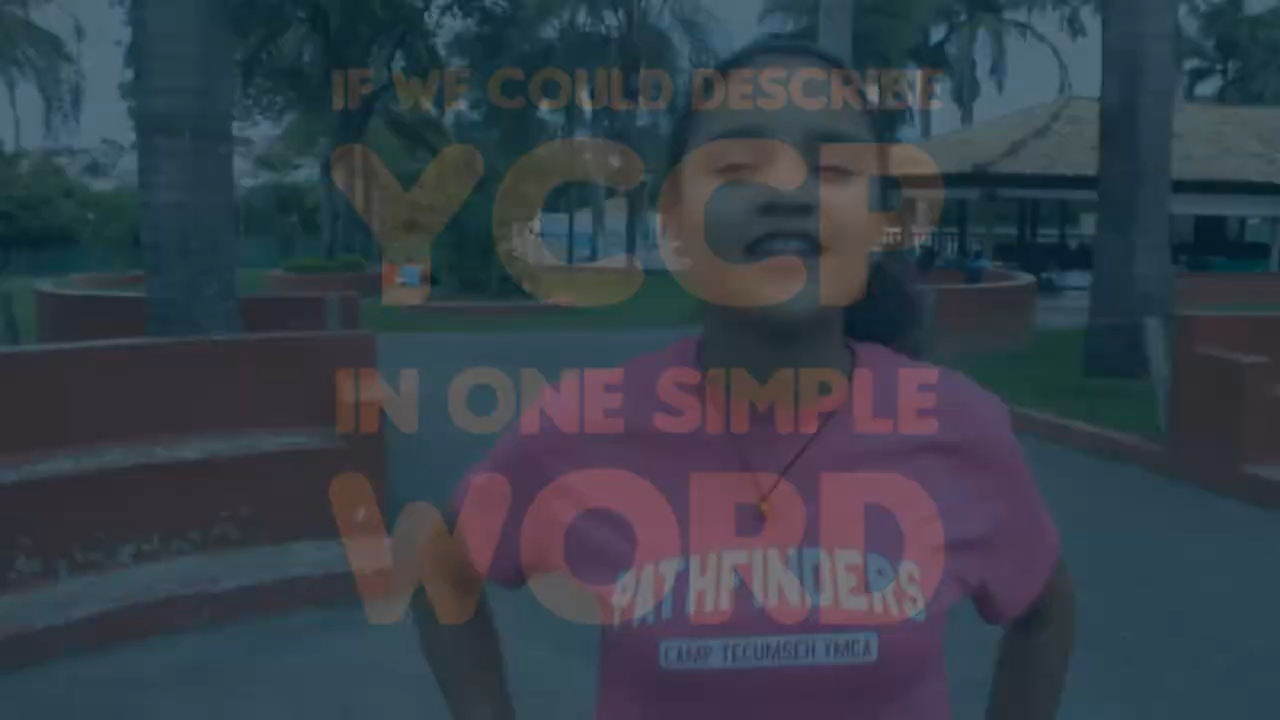 IF WE COULD DESCRIBE
YCCP
IN ONE SIMPLE
WORD
PATHFINDERS
CAMP TECUMSEH YMCA